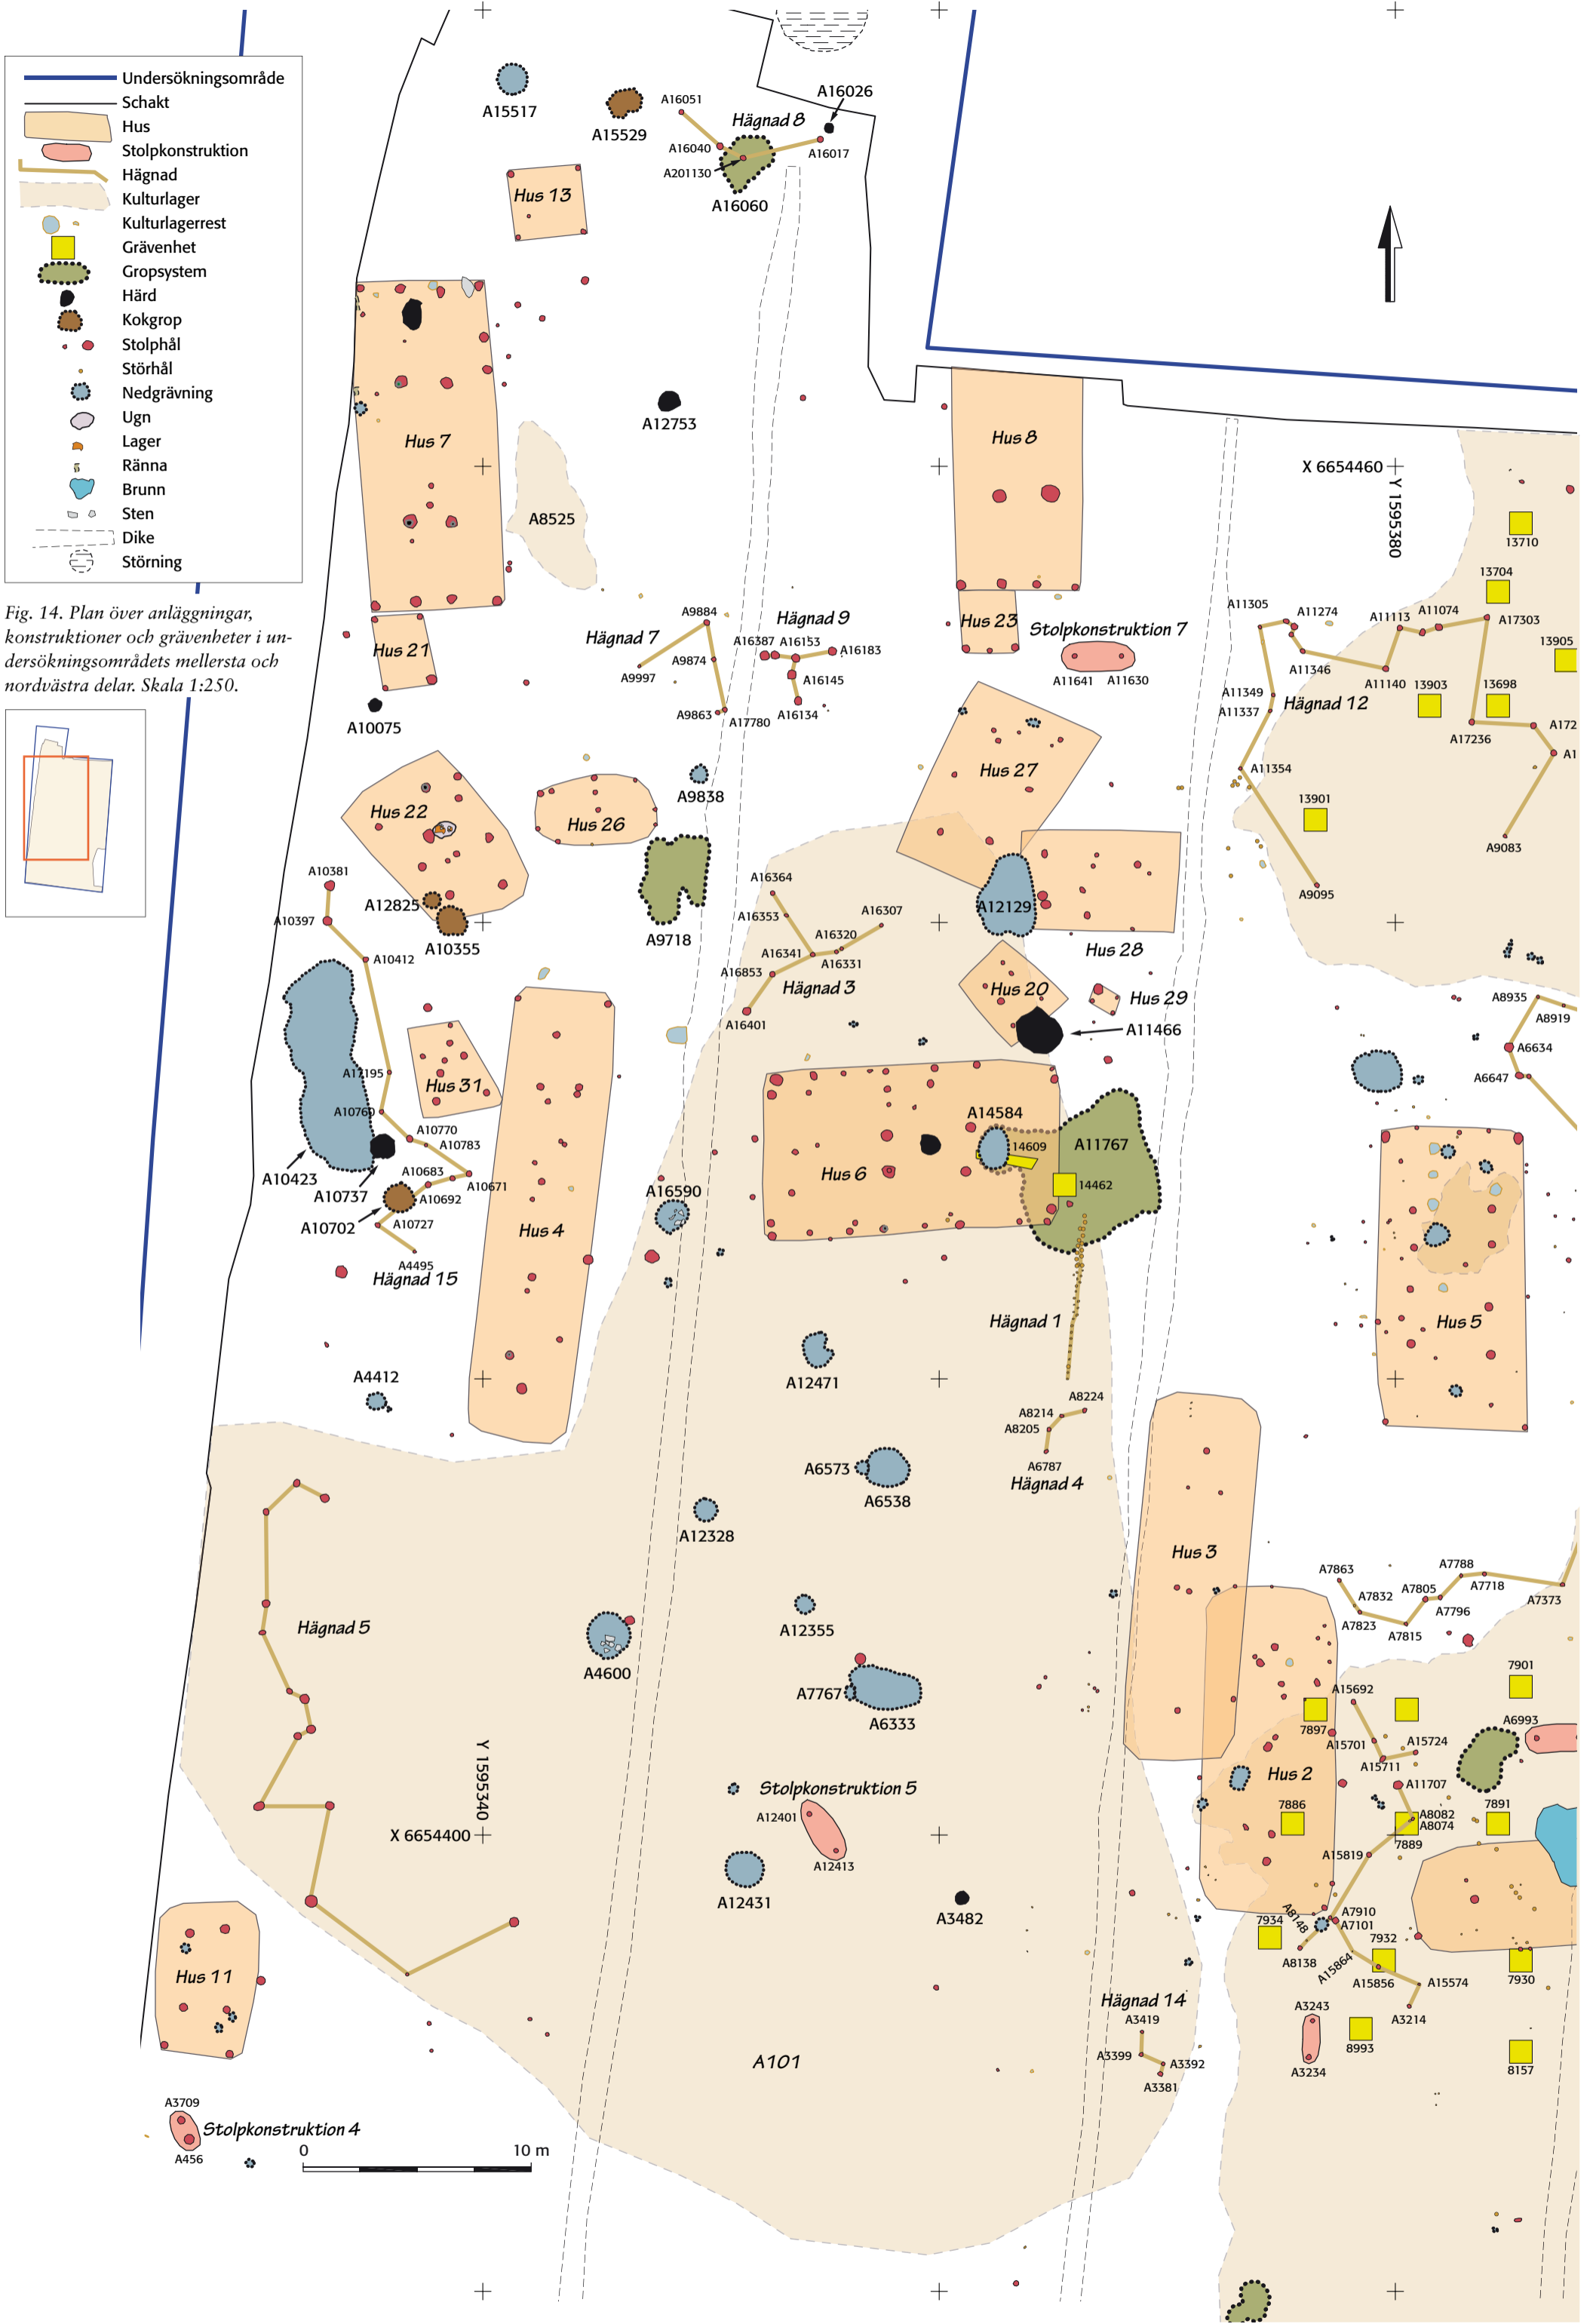 Undersökningsområde
Schakt
Hus
Stolpkonstruktion
Hägnad
Kulturlager
Kulturlagerrest
Grävenhet
Gropsystem
Härd
Kokgrop
Stolphål
Störhål
Nedgrävning
Ugn
Lager
Ränna
Brunn
Sten
Dike
Störning
Fig. 14. Plan över anläggningar,
konstruktioner och grävenheter i un-
dersökningsområdets mellersta och
nordvästra delar. Skala 1:250.
A15517
A15529
A16051
Hägnad 8
A16026
A16040
A16017
A201130
A16060
Hus 13
Hus 7
A12753
A8525
Hus 8
X 6654460
Y 1595380
13710
13704
Hus 21
A10075
Hägnad 7
A9884
A9874
A9997
A9863
A17780
Hägnad 9
A16387
A16153
A16183
A16145
A16134
Hus 23
Stolpkonstruktion 7
A11641
A11630
A11305
A11274
A11113
A11074
A17303
13905
A11346
A11140
A11349
A11337
Hägnad 12
13903
13698
A17236
A172
A1
A11354
13901
A9083
A9095
Hus 27
Hus 22
Hus 26
A9838
A10381
A12825
A10397
A10355
A10412
A9718
A16364
A16353
A16307
A16320
A16341
A16331
A16853
Hägnad 3
A16401
A12129
Hus 28
Hus 20
Hus 29
A11466
A8935
A8919
A6634
A6647
Hus 31
A17195
A10760
A10770
A10783
A10683
A10671
A10692
A10423
A10737
A10702
A10727
A4495
Hägnad 15
Hus 4
A16590
Hus 6
A14584
14609
14462
A11767
Hägnad 1
Hus 5
A4412
A12471
A8224
A8214
A8205
A6787
Hägnad 4
A6573
A6538
A12328
Hus 3
A12355
A4600
A7767
A6333
Hägnad 5
A7863
A7832
A7823
A7805
A7788
A7718
A7796
A7815
A7373
7901
A15692
7897
A15701
A15724
A15711
A6993
Hus 2
A11707
7886
A8082
A8074
7889
7891
A15819
Y 1595340
X 6654400
Stolpkonstruktion 5
A12401
A12413
A12431
A3482
A8148
A7910
A7101
7934
7932
A8138
A15864
A15856
A15574
7930
A3214
A3243
8993
A3234
8157
Hus 11
Hägnad 14
A3419
A3399
A3392
A3381
A101
A3709
Stolpkonstruktion 4
A456
0 10 m